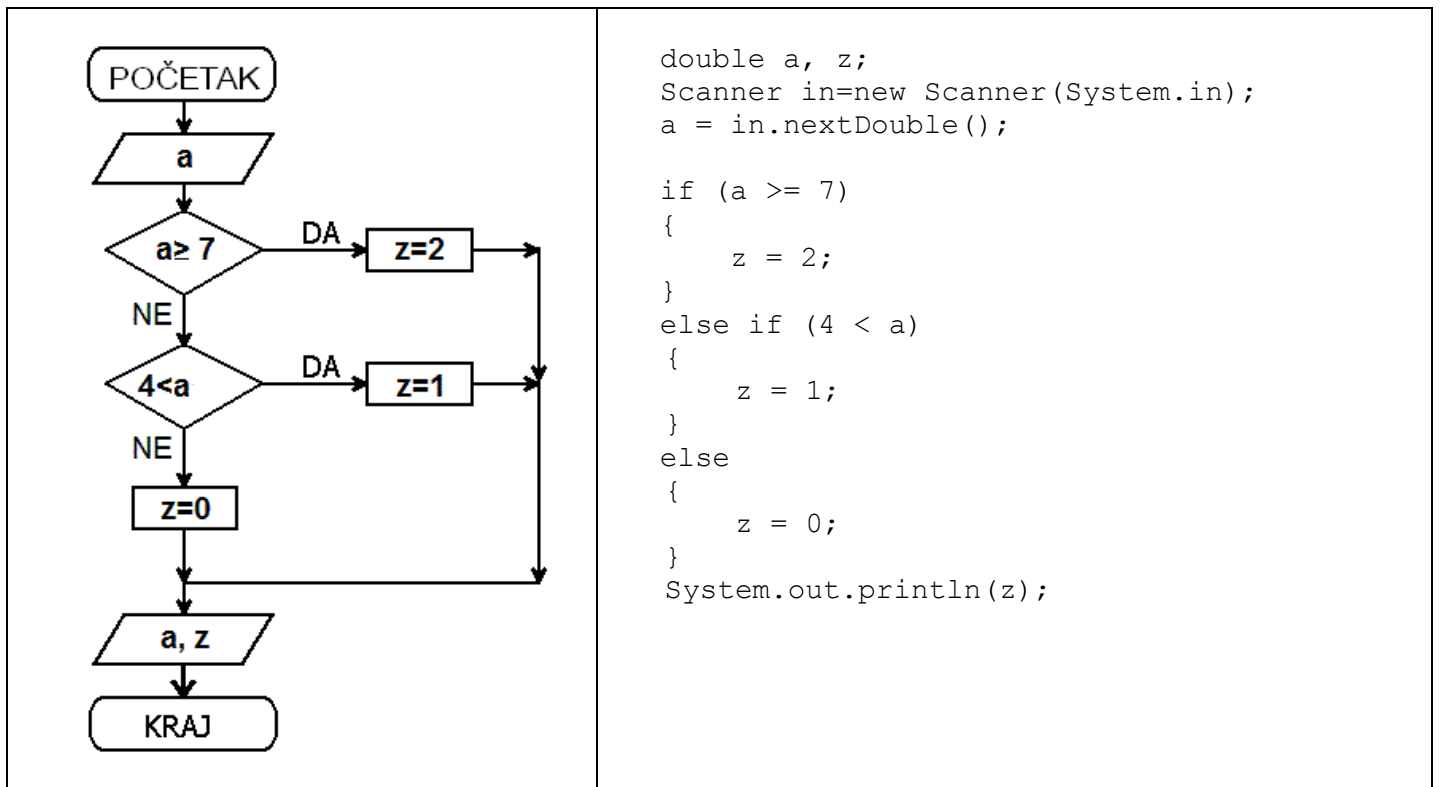 POČETAK
a
a≥ 7
DA
z=2
NE
4<a
DA
z=1
NE
z=0
a, z
KRAJ
double a, z;
Scanner in=new Scanner(System.in);
a = in.nextDouble();
if (a >= 7)
{
z = 2;
}
else if (4 < a)
{
z = 1;
}
else
{
z = 0;
}
System.out.println(z);